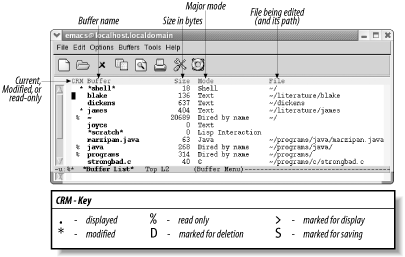 Major mode
File being edited
(and its path)
Buffer name
Size in bytes
emacs@localhost.localdomain
File Edit Options Buffers Tools Help
Current,
Modified, or
read-only
CRM Buffer Size Mode File
* *shell* 18 Shell ~/
blake 136 Text ~/literature/blake
dickens 637 Text ~/dickens
* james 404 Text ~/literature/james
% ~ 20689 Dired by name ~/
joyce 0 Text
*scratch* 0 Lisp Interaction
marzipan.java 63 Java ~/programs/java/marzipan.java
% java 268 Dired by name ~/programs/java/
% programs 314 Dired by name ~/programs/
strongbad.c 40 C ~/programs/c/strongbad.c
-u:%* *Buffer List* Top L2 (Buffer Menu)
CRM - Key
. - displayed % - read only > - marked for display
* - modified D - marked for deletion S - marked for saving